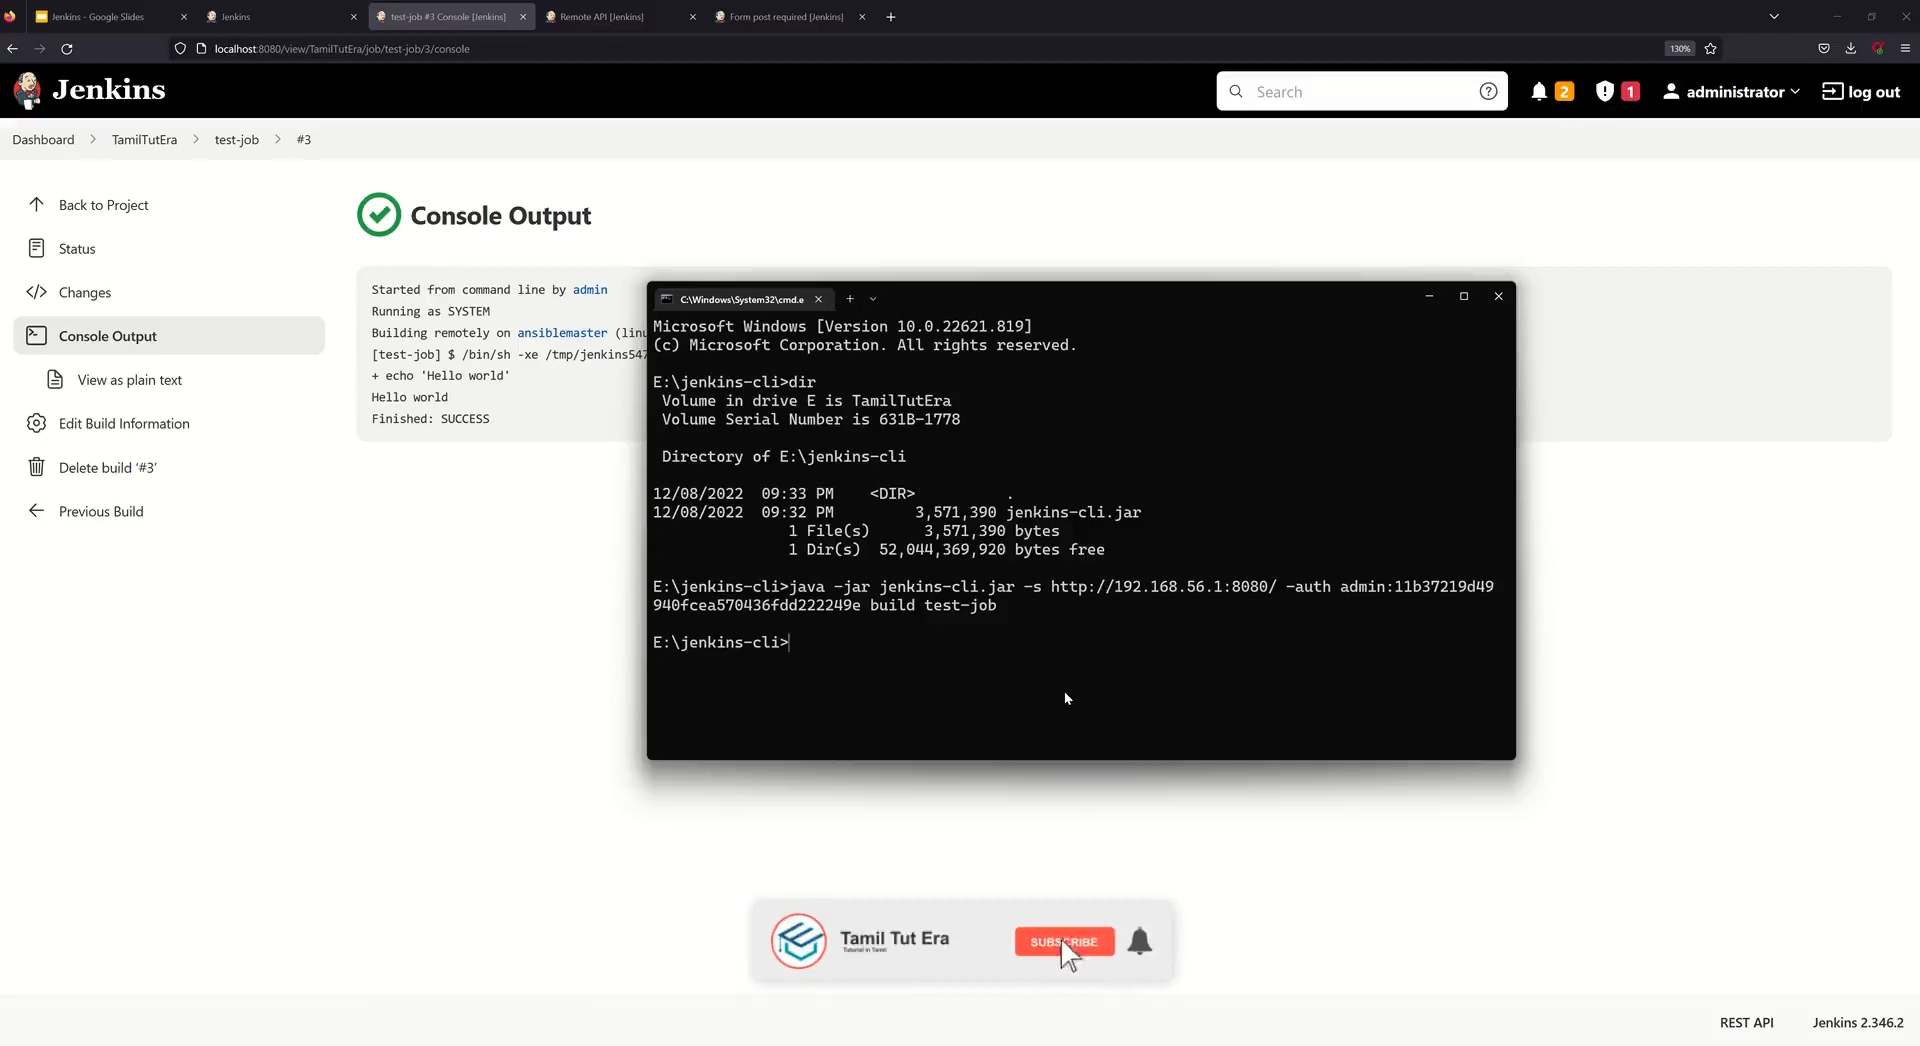 Jenkins - Google Slides
Jenkins
test-job #3 Console [Jenkins]
Remote API [Jenkins]
Form post required [Jenkins]
localhost:8080/view/TamilTutEra/job/test-job/3/console
130%
Jenkins
Search
2
1
administrator
log out
Dashboard
TamilTutEra
test-job
#3
Back to Project
Status
Changes
Console Output
View as plain text
Edit Build Information
Delete build ‘#3’
Previous Build
Console Output
Started from command line by admin
Running as SYSTEM
Building remotely on ansiblemaster
[test-job] $ /bin/sh -xe /tmp/jenkins547
+ echo 'Hello world'
Hello world
Finished: SUCCESS
C:\Windows\System32\cmd.e
Microsoft Windows [Version 10.0.22621.819]
(c) Microsoft Corporation. All rights reserved.
E:\jenkins-cli>dir
Volume in drive E is TamilTutEra
Volume Serial Number is 631B-1778
Directory of E:\jenkins-cli
12/08/2022 09:33 PM <DIR> .
12/08/2022 09:32 PM 3,571,390 jenkins-cli.jar
1 File(s) 3,571,390 bytes
1 Dir(s) 52,044,369,920 bytes free
E:\jenkins-cli>java -jar jenkins-cli.jar -s http://192.168.56.1:8080/ -auth admin:11b37219d49
940fcea570436fdd222249e build test-job
E:\jenkins-cli>
Tamil Tut Era
Tutorial in Tamil
SUBSCRIBE
REST API
Jenkins 2.346.2